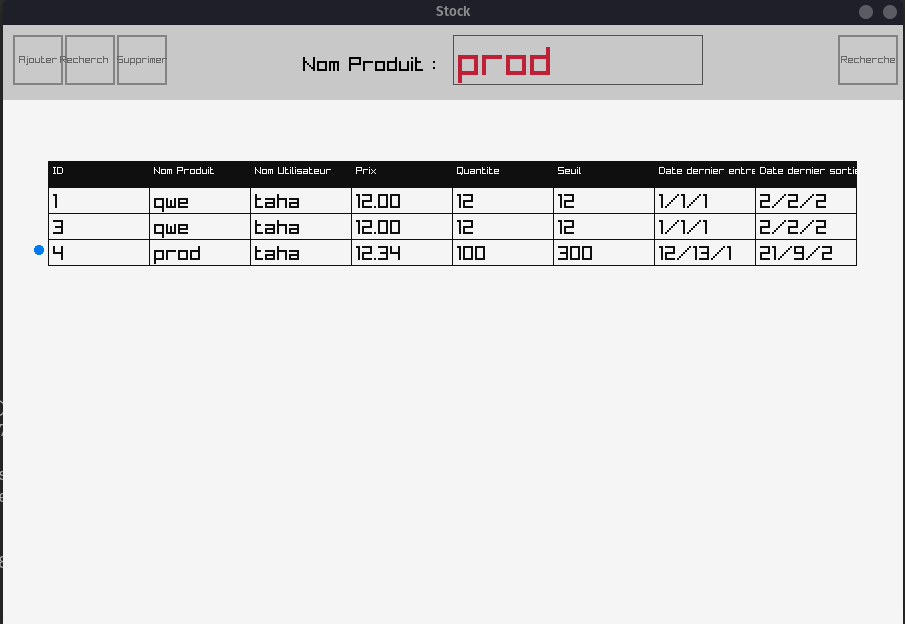 Stock
Ajouter Recherch Supprimer Nom Produit : prod Recherche
ID Nom Produit Nom Utilisateur Prix Quantite Seuil Date dernier entre Date dernier sortie
1 qwe taha 12.00 12 12 1/1/1 2/2/2
3 qwe taha 12.00 12 12 1/1/1 2/2/2
4 prod taha 12.34 100 300 12/13/1 21/9/2